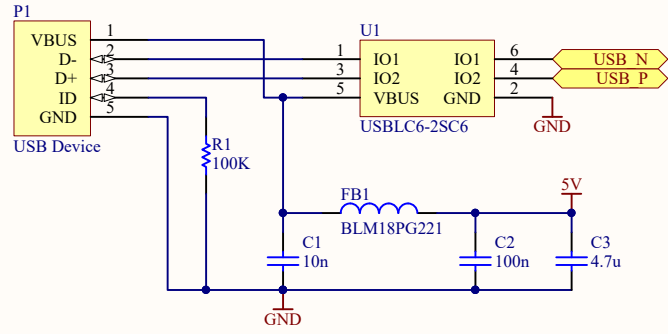 P1
VBUS 1
D- 2
D+ 3
ID 4
GND 5
USB Device
U1
1 IO1 IO1 6
3 IO2 IO2 4
5 VBUS GND 2
USBLC6-2SC6
USB_N
USB_P
GND
R1
100K
FB1
BLM18PG221
5V
C1
10n
C2
100n
C3
4.7u
GND